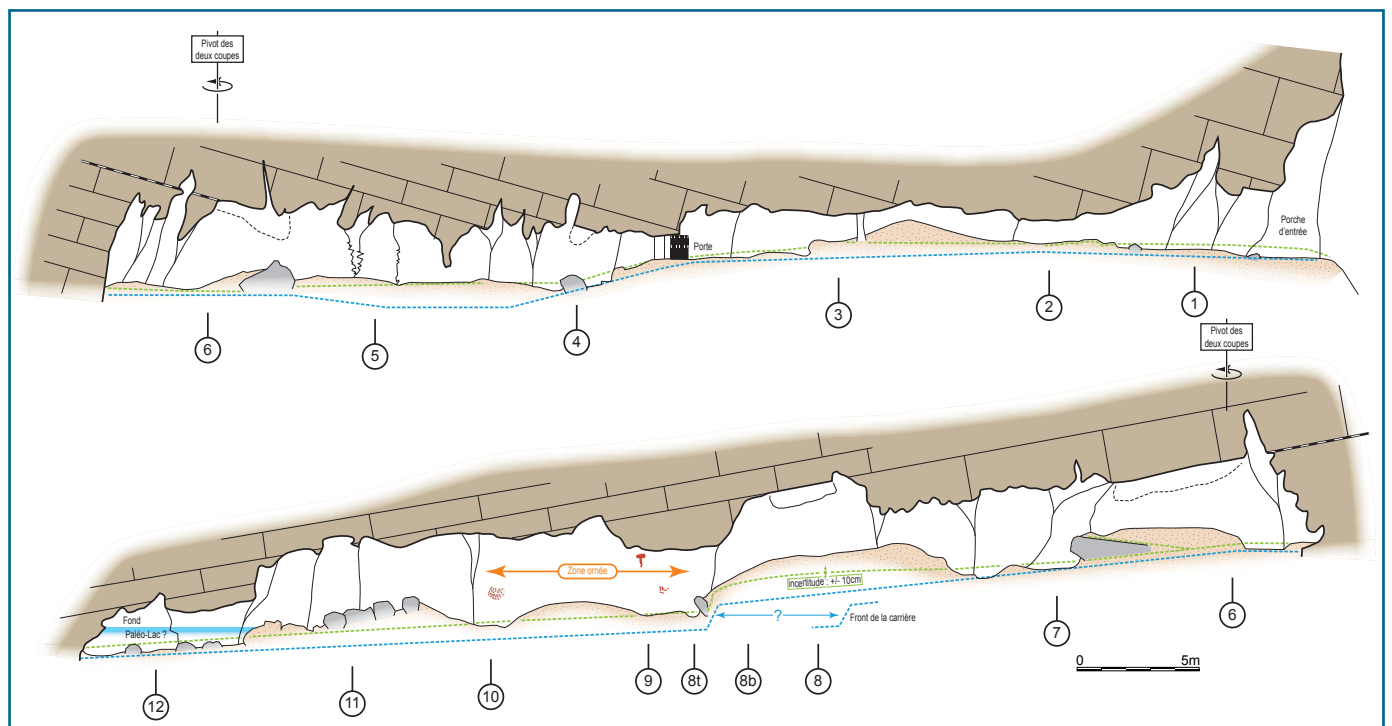 Pivot des
deux coupes
Porte
Porche
d'entrée
6
5
4
3
2
1
Pivot des
deux coupes
Zone ornée
incertitude : +/- 10cm
?
Front de la carrière
Fond
Paléo-Lac ?
0 5m
12
11
10
9
8t
8b
8
7
6